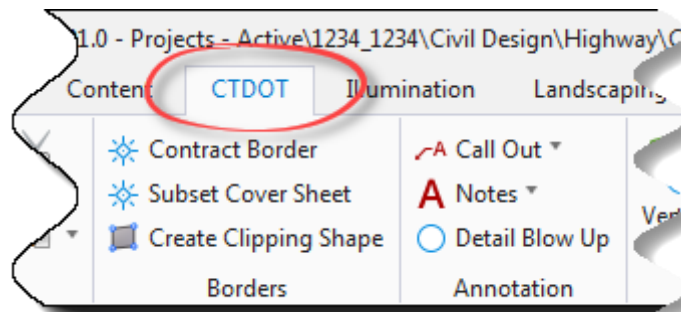 1.0 - Projects - Active\1234_1234\Civil Design\Highway\C
Content CTDOT Illumination Landscaping
Contract Border
Call Out
Subset Cover Sheet
A Notes
Create Clipping Shape
Detail Blow Up
Borders
Annotation